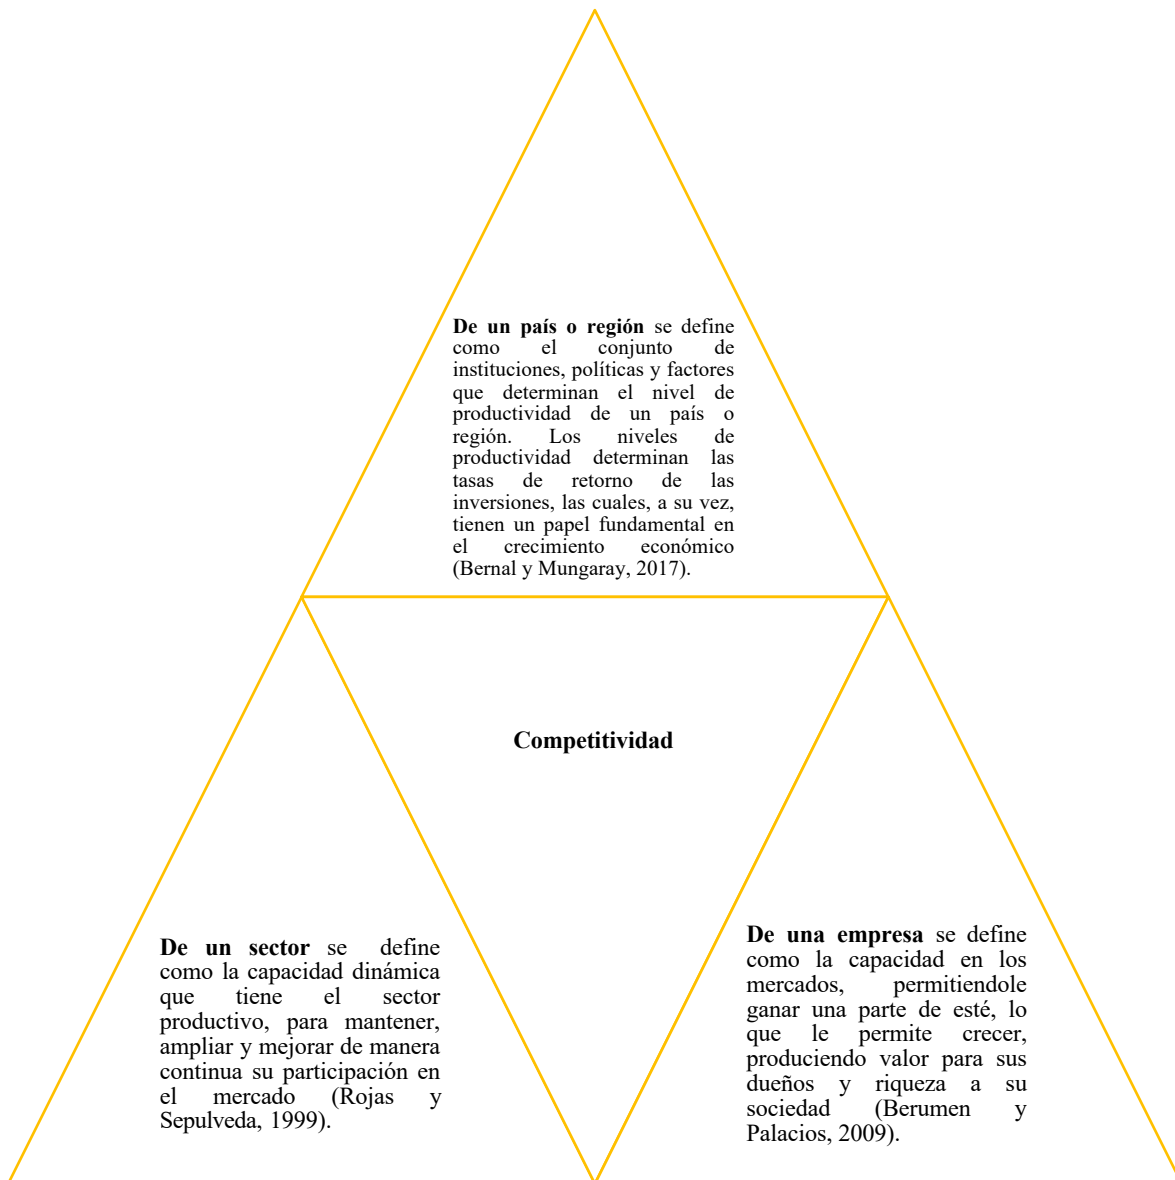 De un país o región se define
como el conjunto de
instituciones, políticas y factores
que determinan el nivel de
productividad de un país o
región. Los niveles de
productividad determinan las
tasas de retorno de las
inversiones, las cuales, a su vez,
tienen un papel fundamental en
el crecimiento económico
(Bernal y Mungaray, 2017).
Competitividad
De un sector se define
como la capacidad dinámica
que tiene el sector
productivo, para mantener,
ampliar y mejorar de manera
continua su participación en
el mercado (Rojas y
Sepulveda, 1999).
De una empresa se define
como la capacidad en los
mercados, permitiendole
ganar una parte de esté, lo
que le permite crecer,
produciendo valor para sus
dueños y riqueza a su
sociedad (Berumen y
Palacios, 2009).